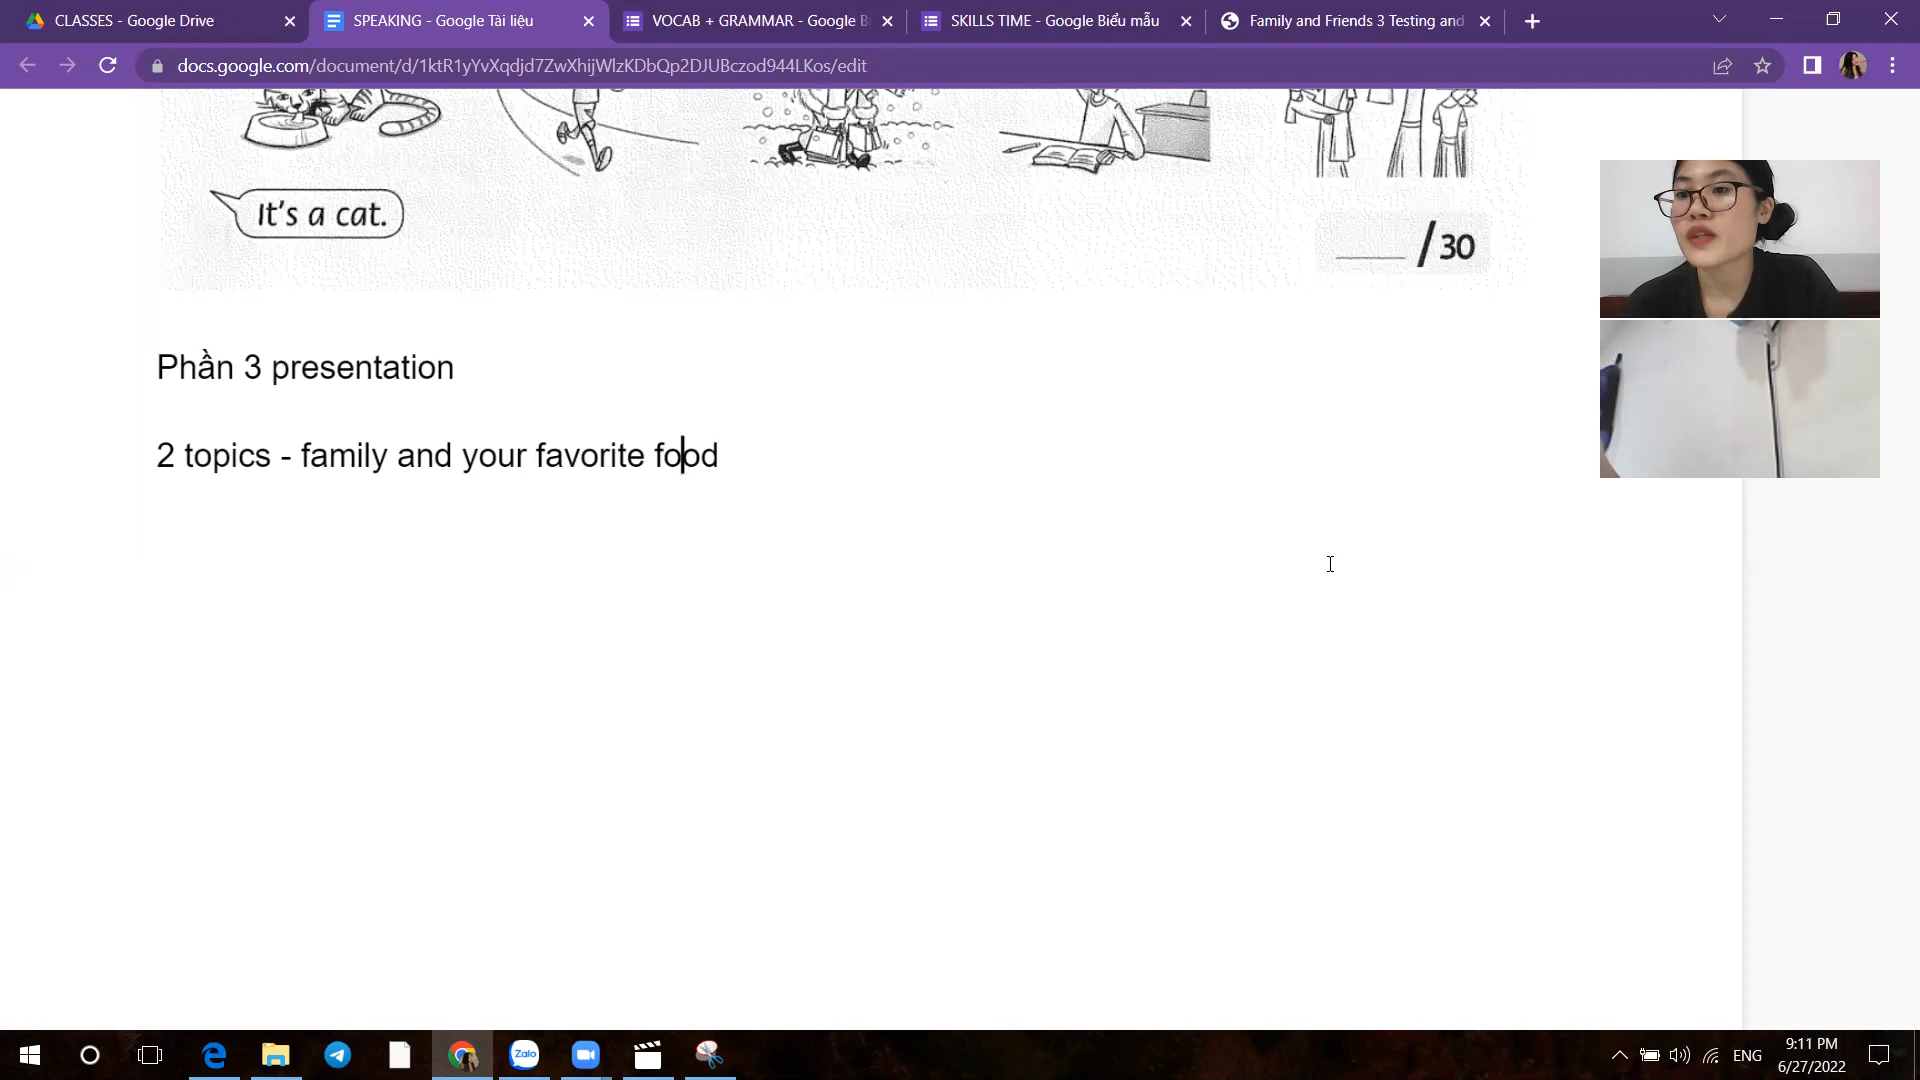 CLASSES - Google Drive
SPEAKING - Google Tài liệu
VOCAB + GRAMMAR - Google B
SKILLS TIME - Google Biểu mẫu
Family and Friends 3 Testing and
docs.google.com/document/d/1ktR1yYvXqdjd7ZwXhijWlzKDbQp2DJUBczod944LKos/edit
It's a cat.
____ /30
Phần 3 presentation
2 topics - family and your favorite food
Zalo
ENG
9:11 PM
6/27/2022